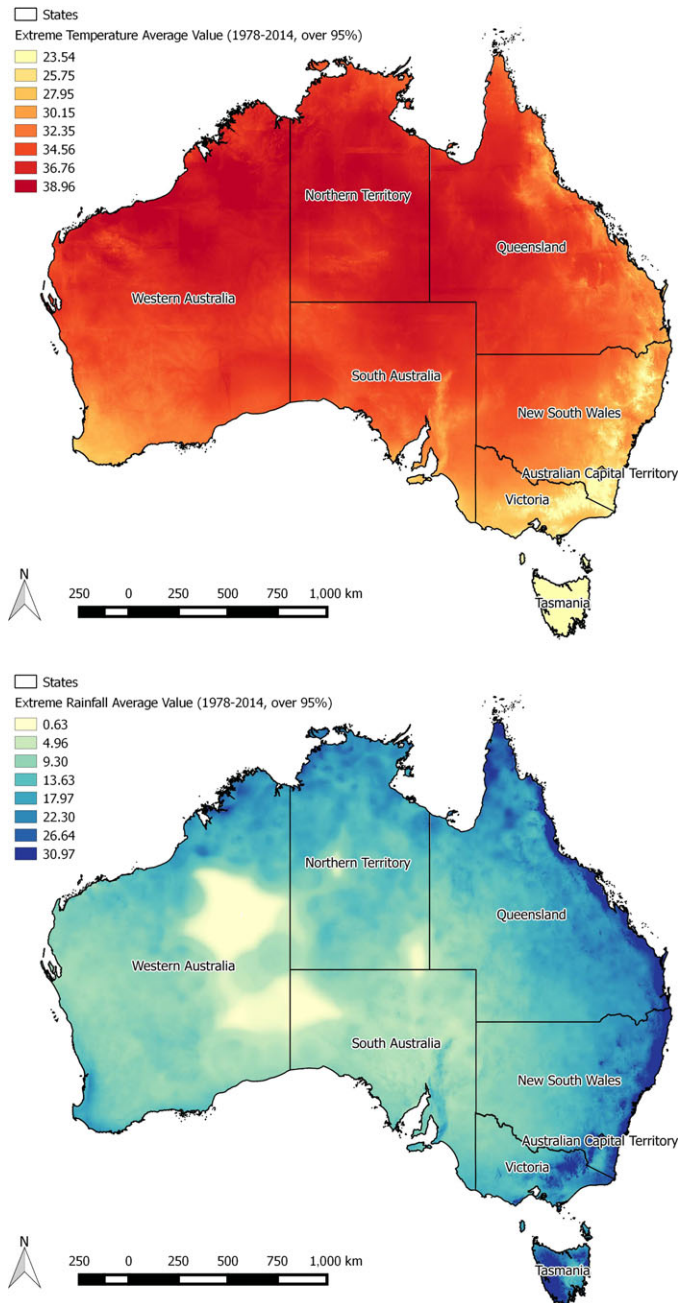 States
Extreme Temperature Average Value (1978-2014, over 95%)
23.54
25.75
27.95
30.15
32.35
34.56
36.76
38.96
Northern Territory
Queensland
Western Australia
South Australia
New South Wales
Australian Capital Territory
Victoria
Tasmania
N
250 0 250 500 750 1,000 km
States
Extreme Rainfall Average Value (1978-2014, over 95%)
0.63
4.96
9.30
13.63
17.97
22.30
26.64
30.97
Northern Territory
Queensland
Western Australia
South Australia
New South Wales
Australian Capital Territory
Victoria
Tasmania
N
250 0 250 500 750 1,000 km